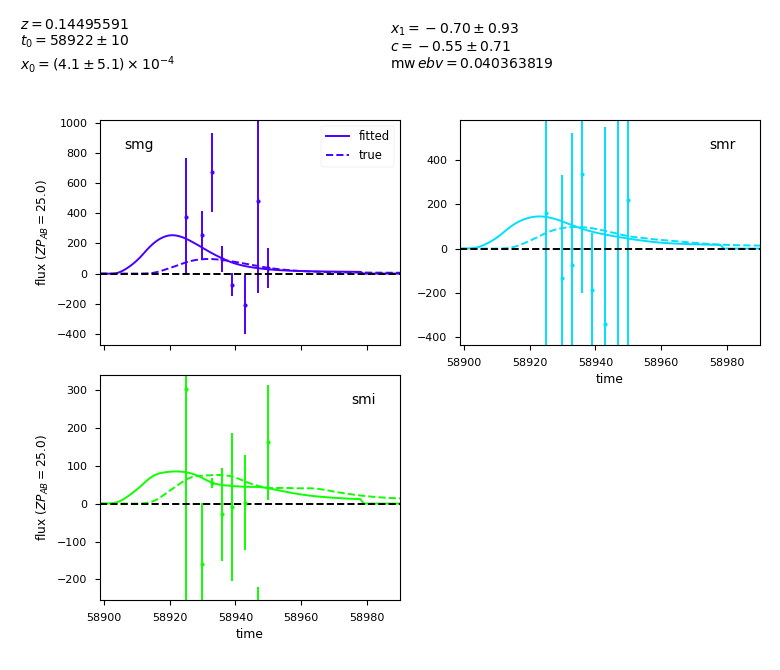 z = 0.14495591
t₀ = 58922 ± 10
x₀ = (4.1 ± 5.1) × 10⁻⁴
x₁ = −0.70 ± 0.93
c = −0.55 ± 0.71
mw ebv = 0.040363819
smg
fitted
true
1000
800
600
400
200
0
−200
−400
flux (ZP_AB = 25.0)
smr
400
200
0
−200
−400
58900 58920 58940 58960 58980
time
smi
300
200
100
0
−100
−200
flux (ZP_AB = 25.0)
58900 58920 58940 58960 58980
time